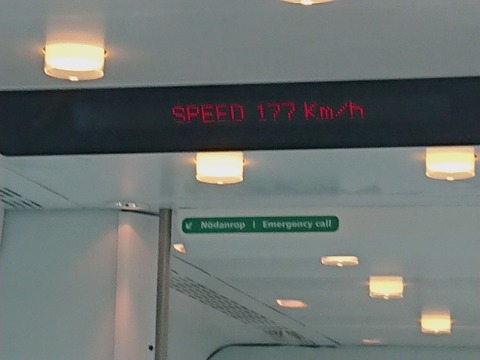 SPEED 177 Km/h
Nödanrop | Emergency call